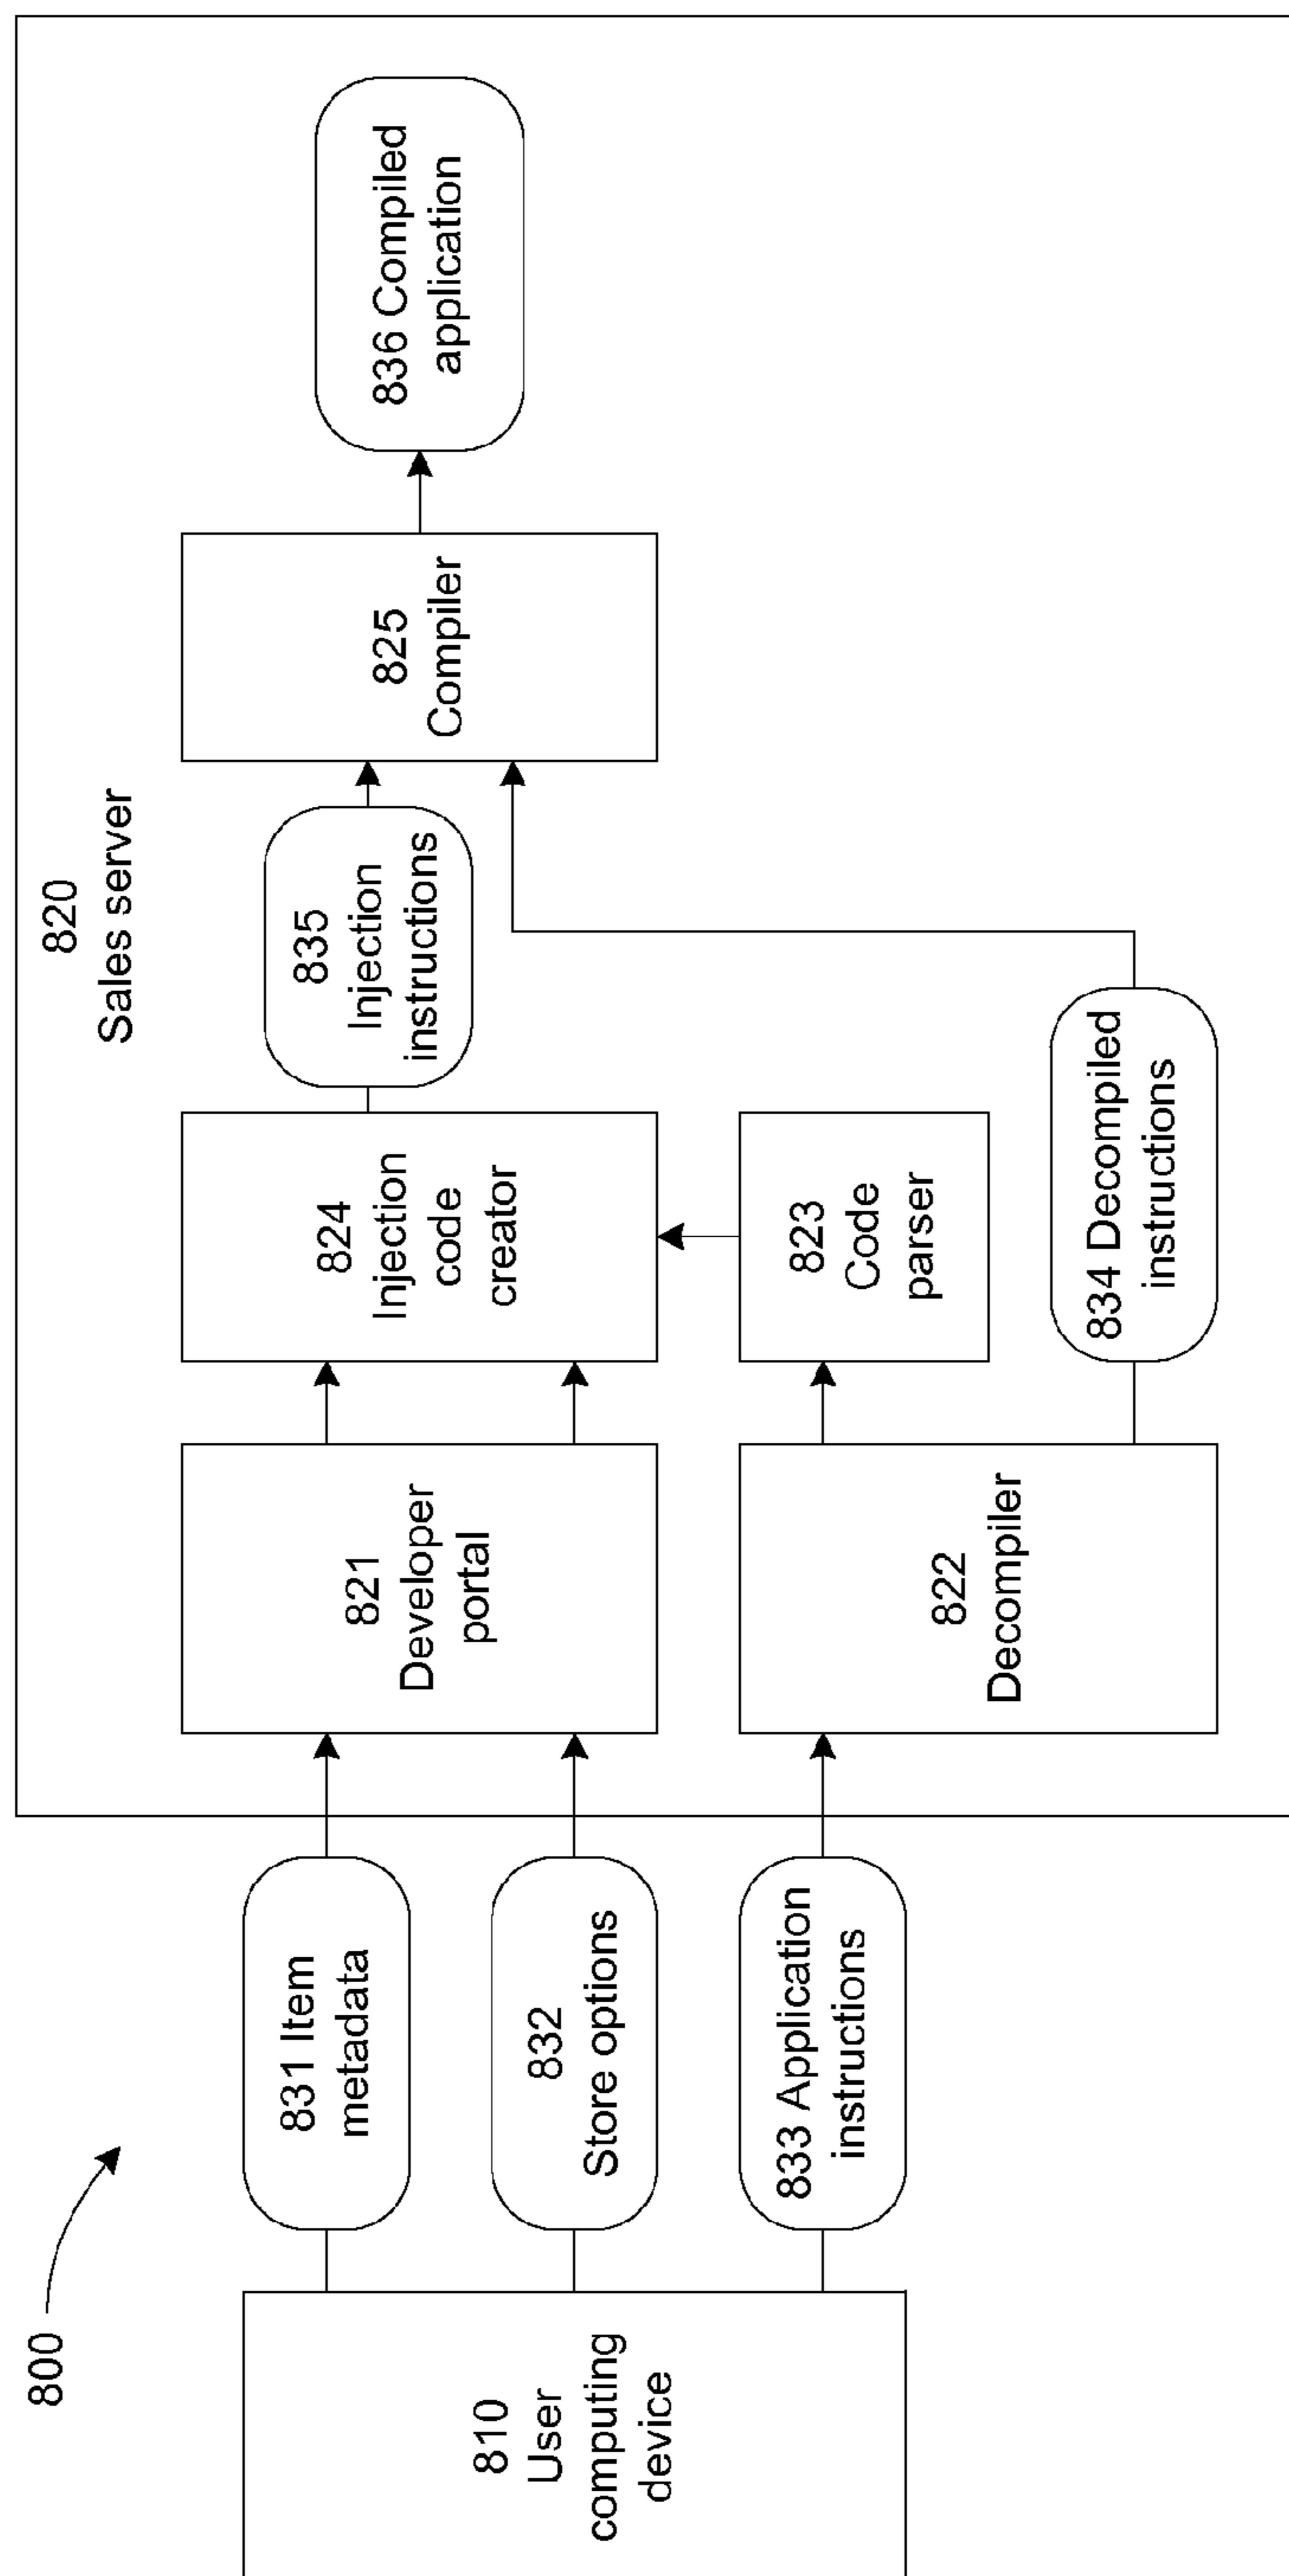 800
810
User
computing
device
831 Item
metadata
832
Store options
833 Application
instructions
820
Sales server
821
Developer
portal
822
Decompiler
824
Injection
code
creator
823
Code
parser
834 Decompiled
instructions
835
Injection
instructions
825
Compiler
836 Compiled
application